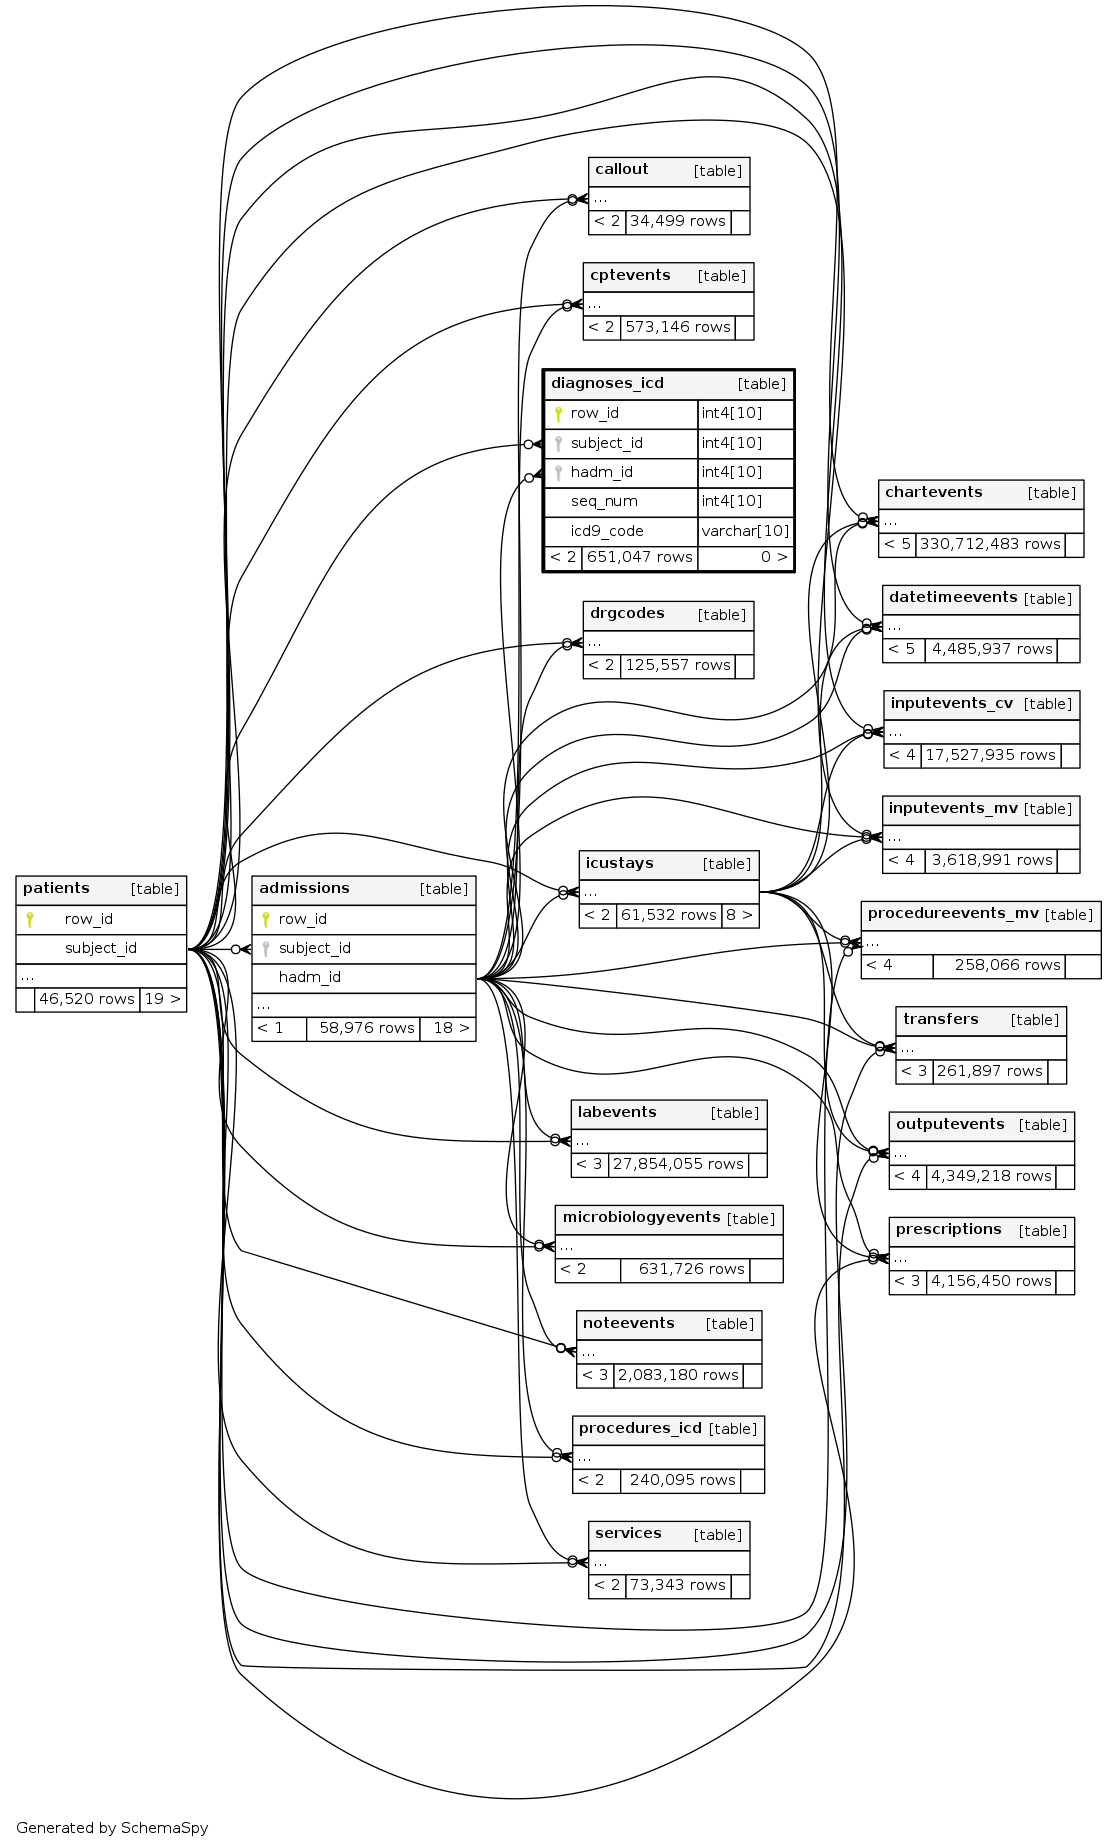 callout [table]
...
< 2 34,499 rows
cptevents [table]
...
< 2 573,146 rows
diagnoses_icd [table]
row_id int4[10]
subject_id int4[10]
hadm_id int4[10]
seq_num int4[10]
icd9_code varchar[10]
< 2 651,047 rows 0 >
drgcodes [table]
...
< 2 125,557 rows
patients [table]
row_id
subject_id
...
46,520 rows 19 >
admissions [table]
row_id
subject_id
hadm_id
...
< 1 58,976 rows 18 >
icustays [table]
...
< 2 61,532 rows 8 >
labevents [table]
...
< 3 27,854,055 rows
microbiologyevents [table]
...
< 2 631,726 rows
noteevents [table]
...
< 3 2,083,180 rows
procedures_icd [table]
...
< 2 240,095 rows
services [table]
...
< 2 73,343 rows
chartevents [table]
...
< 5 330,712,483 rows
datetimeevents [table]
...
< 5 4,485,937 rows
inputevents_cv [table]
...
< 4 17,527,935 rows
inputevents_mv [table]
...
< 4 3,618,991 rows
procedureevents_mv [table]
...
< 4 258,066 rows
transfers [table]
...
< 3 261,897 rows
outputevents [table]
...
< 4 4,349,218 rows
prescriptions [table]
...
< 3 4,156,450 rows
Generated by SchemaSpy